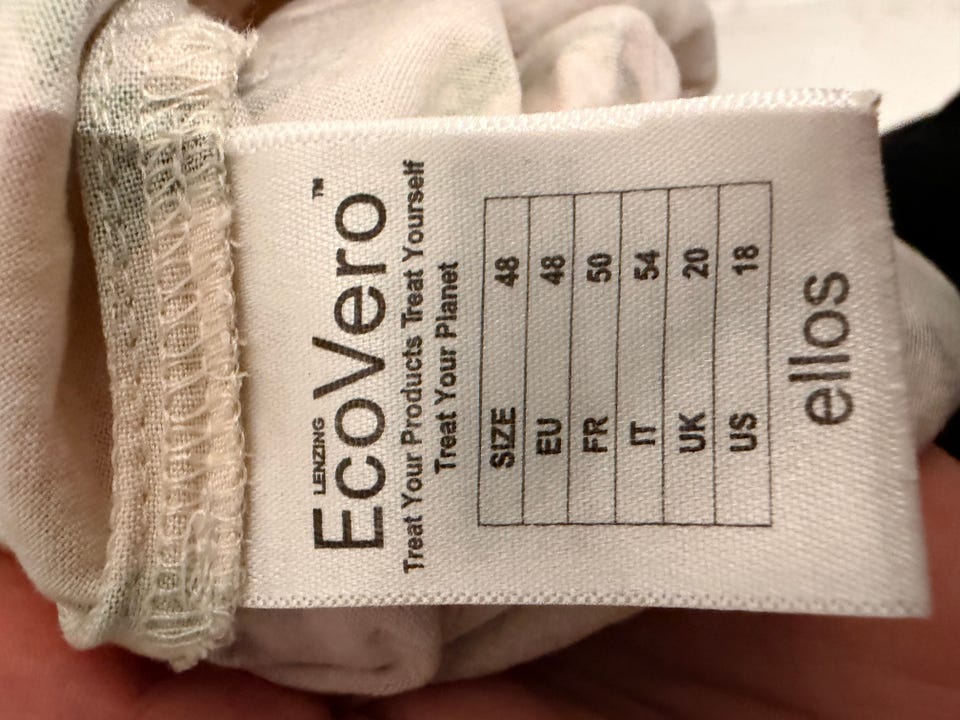 LENZING
EcoVero™
Treat Your Products Treat Yourself
Treat Your Planet
SIZE 48
EU 48
FR 50
IT 54
UK 20
US 18
ellos